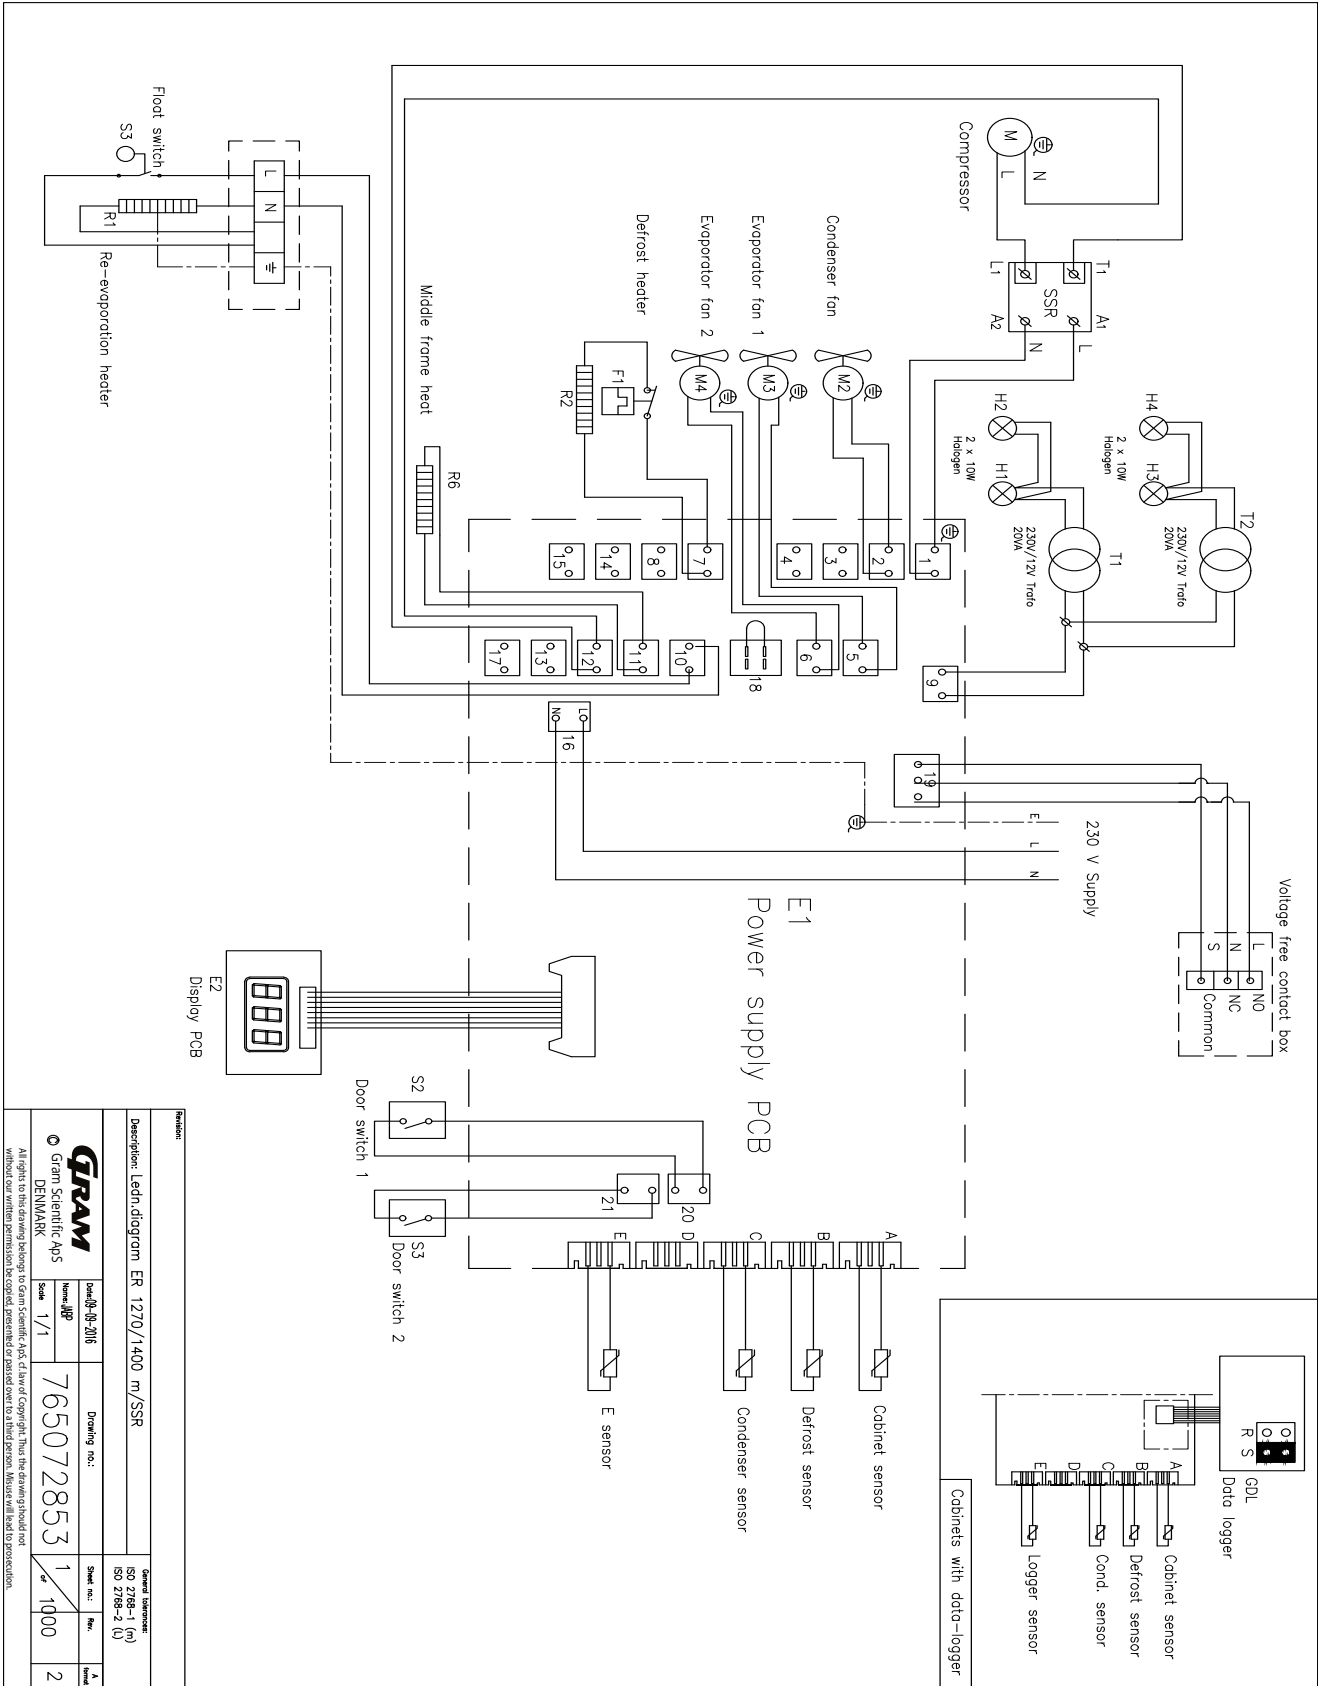 Voltage free contact box
L
N
S
NO
NC
Common
230 V Supply
E
L
N
T2
230V/12V Trafo
20VA
H4
H3
2 x 10W
Halogen
T1
230V/12V Trafo
20VA
H2
H1
2 x 10W
Halogen
Compressor
M
N
L
T1
L1
SSR
A1
A2
L
N
Condenser fan
M2
Evaporator fan 1
M3
Evaporator fan 2
M4
Defrost heater
F1
R2
Middle frame heat
R6
Float switch
S3
L
N
R1
Re-evaporation heater
1
2
3
4
7
8
14
15
9
5
6
18
10
11
12
13
17
19
L
N
16
E1
Power supply PCB
E2
Display PCB
S2
Door switch 1
S3
Door switch 2
20
21
A
B
C
D
E
Cabinet sensor
Defrost sensor
Condenser sensor
E sensor
GDL
Data logger
R S
A
B
C
D
E
Cabinet sensor
Defrost sensor
Cond. sensor
Logger sensor
Cabinets with data-logger
Revision:
Description: Ledn.diagram ER 1270/1400 m/SSR
General tolerances:
ISO 2768-1 (m)
ISO 2768-2 (L)
GRAM
© Gram Scientific ApS
DENMARK
Date: 09-09-2016
Name:
Scale 1/1
Drawing no.:
765072853
Sheet no.:
1 of 1000
Rev.
A
format
2
All rights to this drawing belongs to Gram Scientific ApS, cf. law of Copyright. Thus the drawing should not
without our written permission be copied, presented or passed over to a third person. Misuse will lead to prosecution.